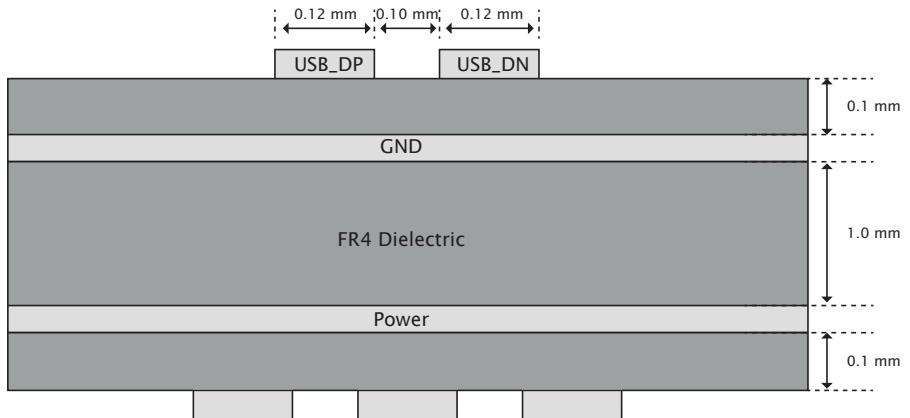 0.12 mm 0.10 mm 0.12 mm
USB_DP USB_DN
0.1 mm
GND
FR4 Dielectric 1.0 mm
Power
0.1 mm